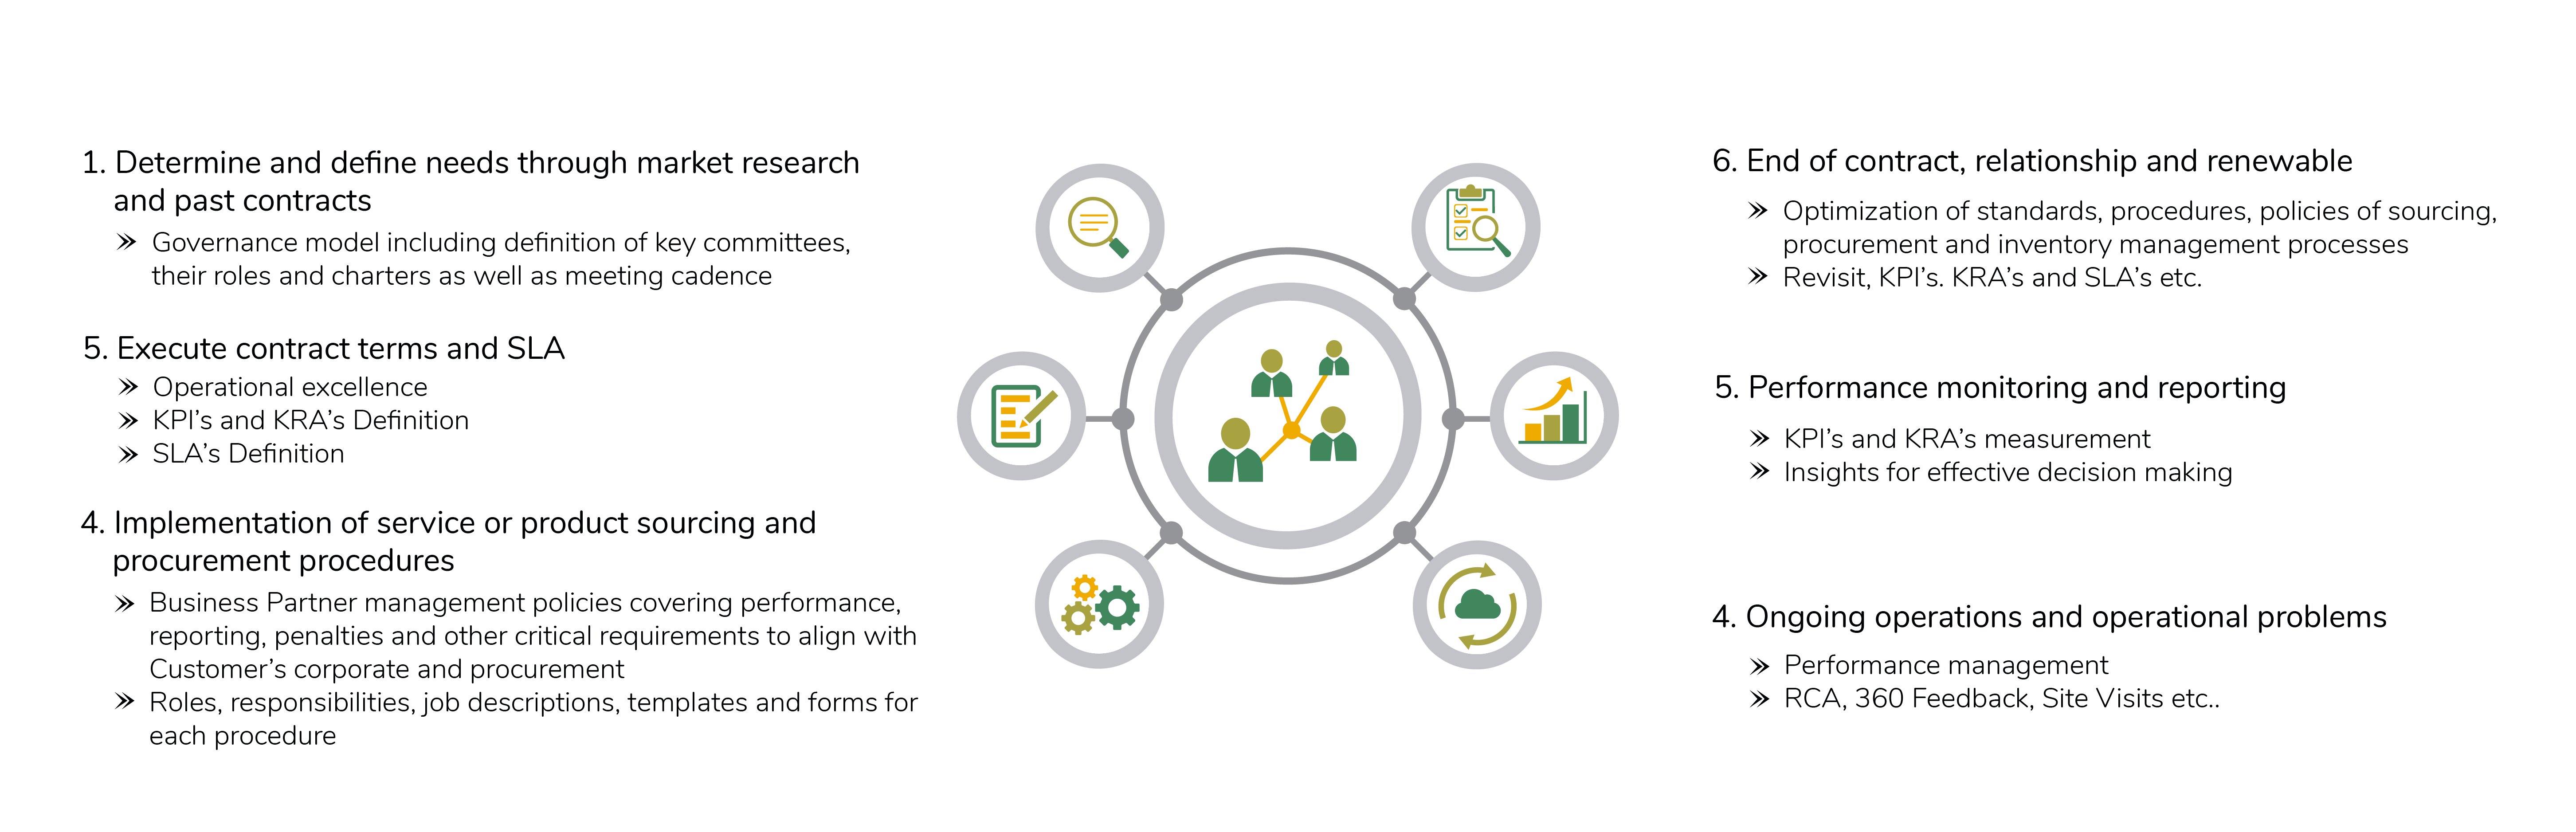 1. Determine and define needs through market research
and past contracts
Governance model including definition of key committees,
their roles and charters as well as meeting cadence
5. Execute contract terms and SLA
Operational excellence
KPI's and KRA's Definition
SLA's Definition
4. Implementation of service or product sourcing and
procurement procedures
Business Partner management policies covering performance,
reporting, penalties and other critical requirements to align with
Customer's corporate and procurement
Roles, responsibilities, job descriptions, templates and forms for
each procedure
6. End of contract, relationship and renewable
Optimization of standards, procedures, policies of sourcing,
procurement and inventory management processes
Revisit, KPI's. KRA's and SLA's etc.
5. Performance monitoring and reporting
KPI's and KRA's measurement
Insights for effective decision making
4. Ongoing operations and operational problems
Performance management
RCA, 360 Feedback, Site Visits etc..